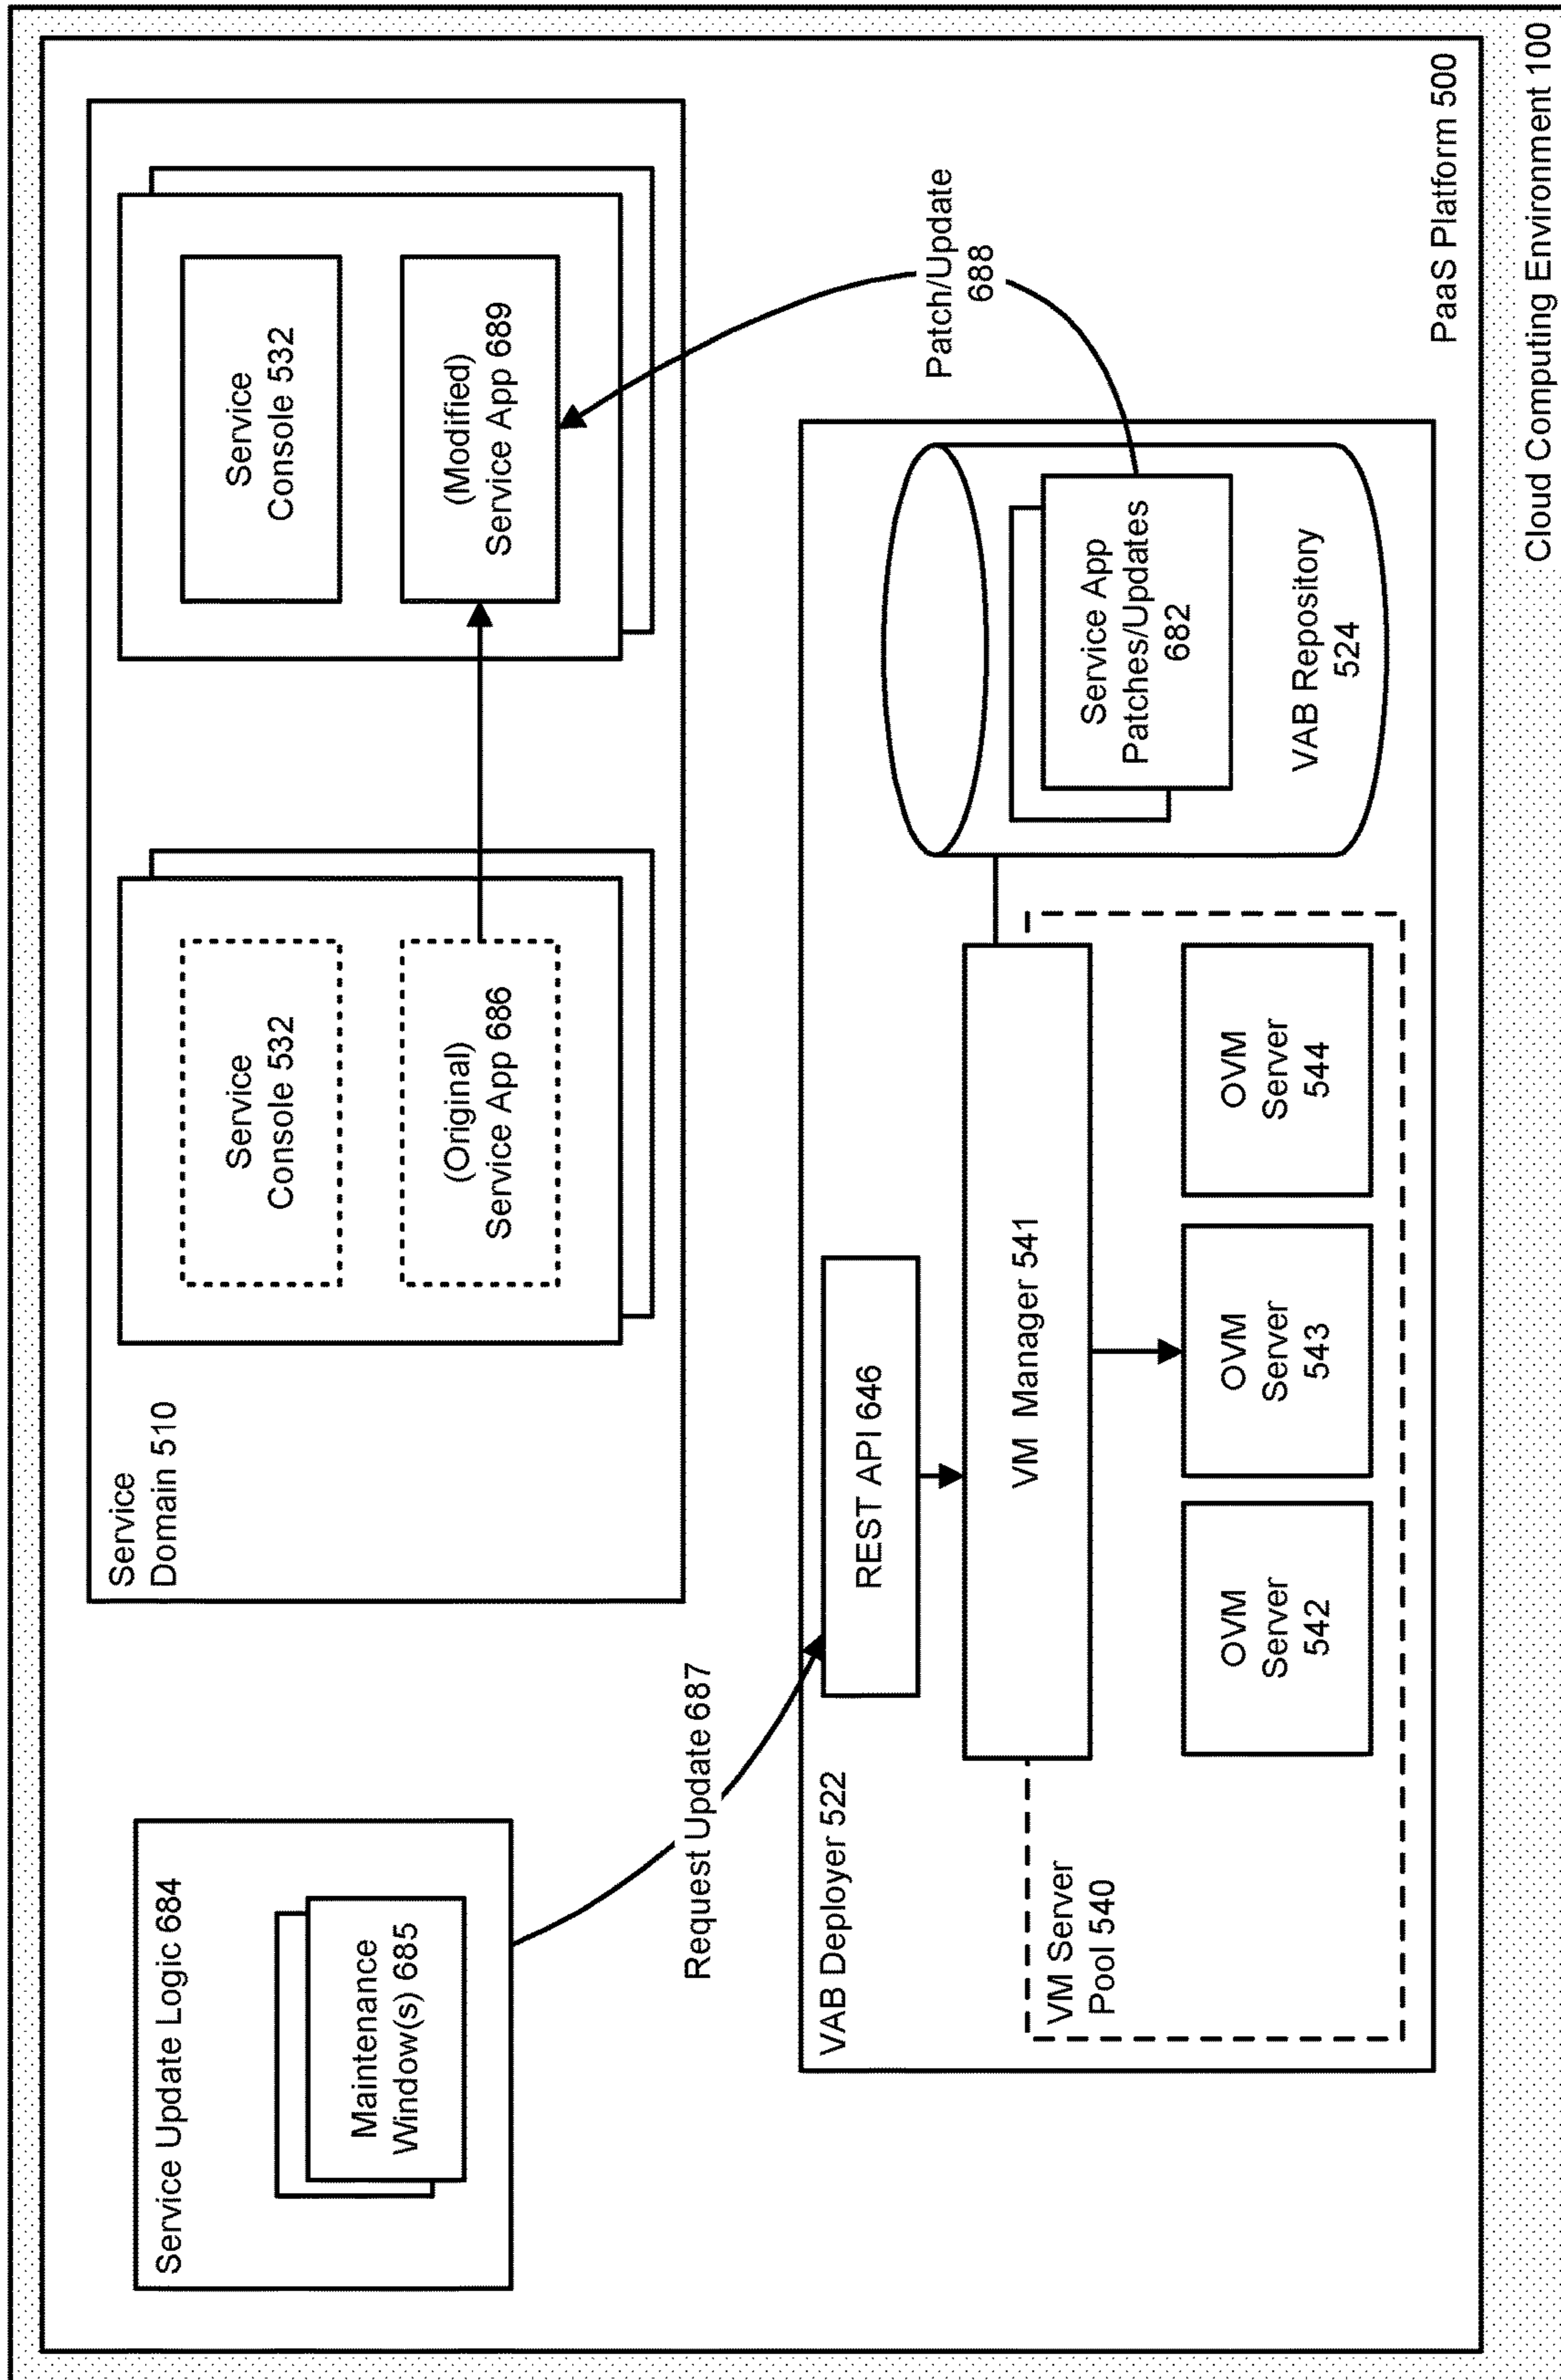 Service Update Logic 684
Maintenance
Window(s) 685
Service
Domain 510
Service
Console 532
(Original)
Service App 686
Service
Console 532
(Modified)
Service App 689
Request Update 687
Patch/Update
688
VAB Deployer 522
REST API 646
VM Manager 541
VM Server
Pool 540
OVM
Server
542
OVM
Server
543
OVM
Server
544
Service App
Patches/Updates
682
VAB Repository
524
PaaS Platform 500
Cloud Computing Environment 100